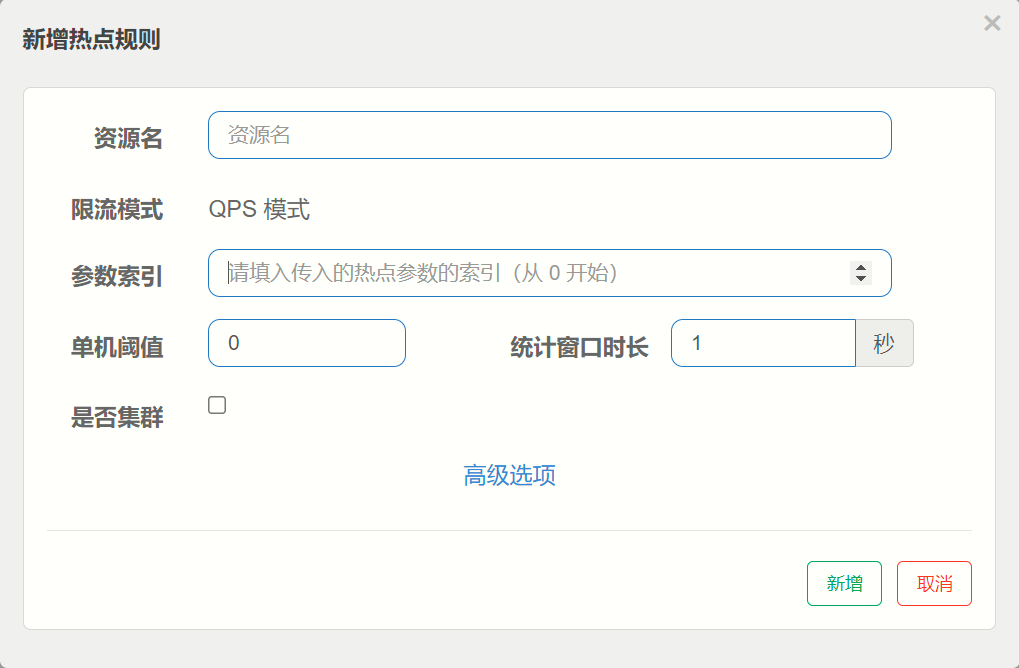 新增热点规则
×
资源名 资源名
限流模式 QPS 模式
参数索引 请填入传入的热点参数的索引（从 0 开始）
单机阈值 0 统计窗口时长 1 秒
是否集群
高级选项
新增 取消